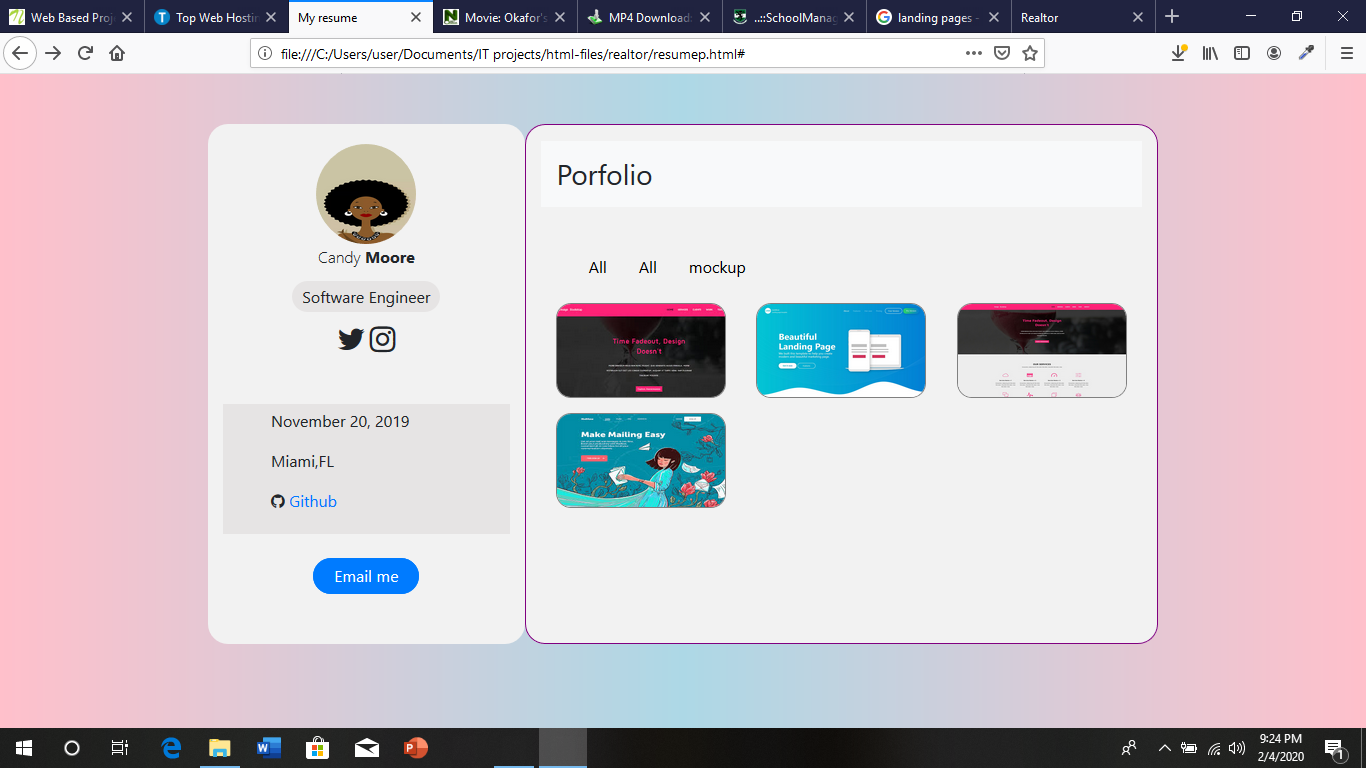 Web Based Proj
Top Web Hostin
My resume
Movie: Okafor's
MP4 Download
..::SchoolManag
landing pages -
Realtor
file:///C:/Users/user/Documents/IT projects/html-files/realtor/resumep.html#
Candy Moore
Software Engineer
November 20, 2019
Miami,FL
Github
Email me
Porfolio
All All mockup
Time Fadeout, Design
Doesn't
Beautiful
Landing Page
Time Fadeout, Design
Doesn't
Make Mailing Easy
9:24 PM
2/4/2020
1